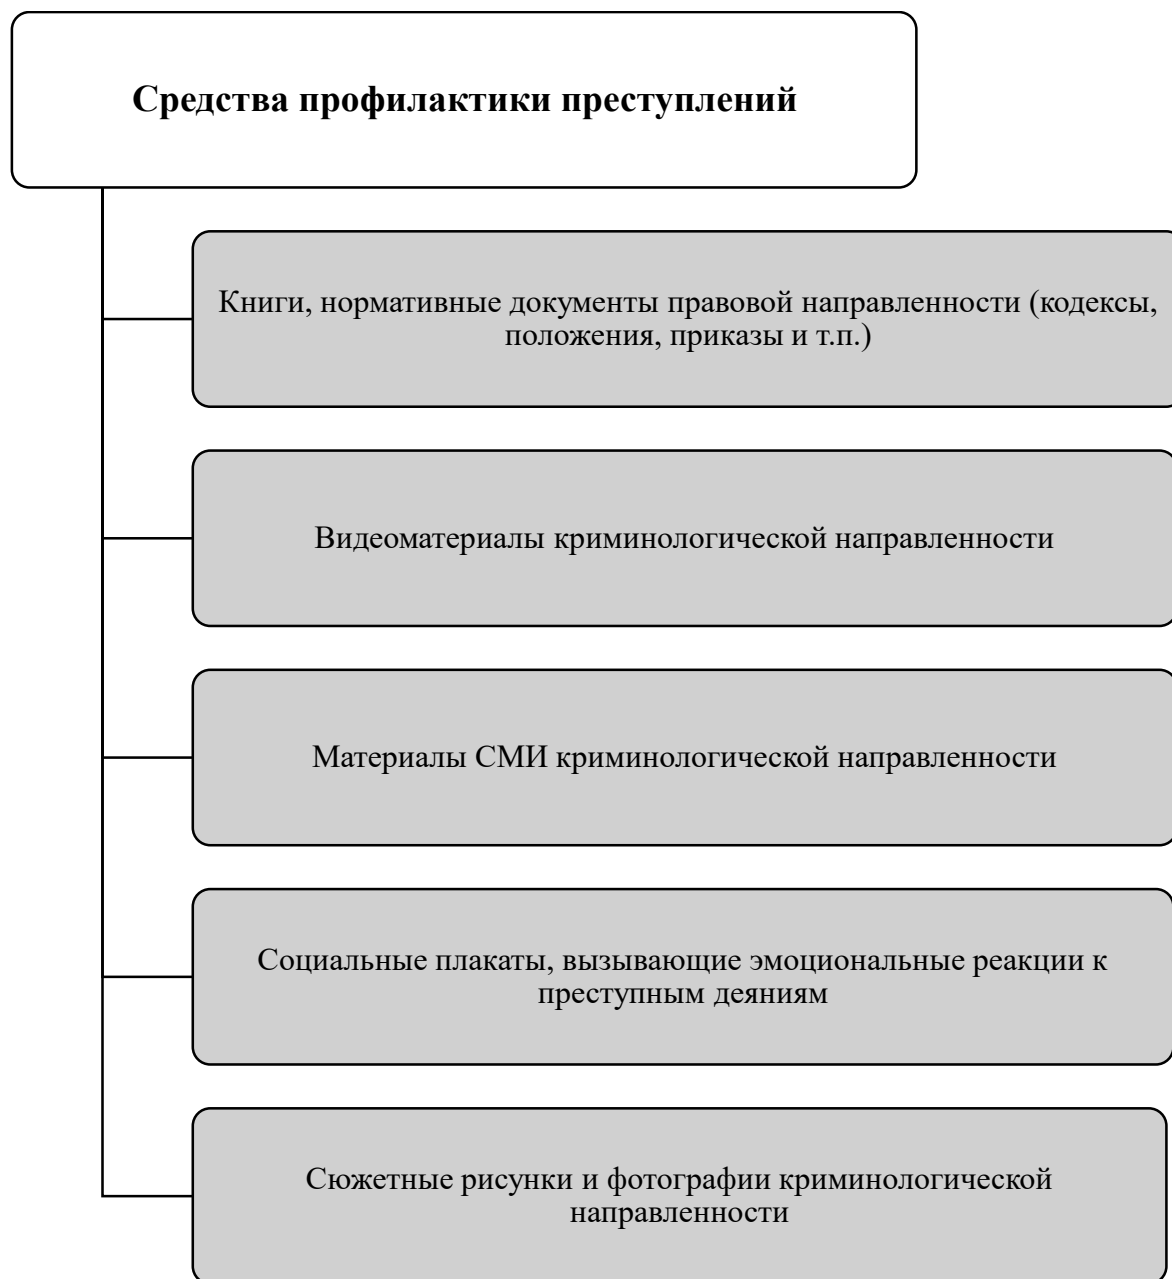 Средства профилактики преступлений
Книги, нормативные документы правовой направленности (кодексы,
положения, приказы и т.п.)
Видеоматериалы криминологической направленности
Материалы СМИ криминологической направленности
Социальные плакаты, вызывающие эмоциональные реакции к
преступным деяниям
Сюжетные рисунки и фотографии криминологической
направленности